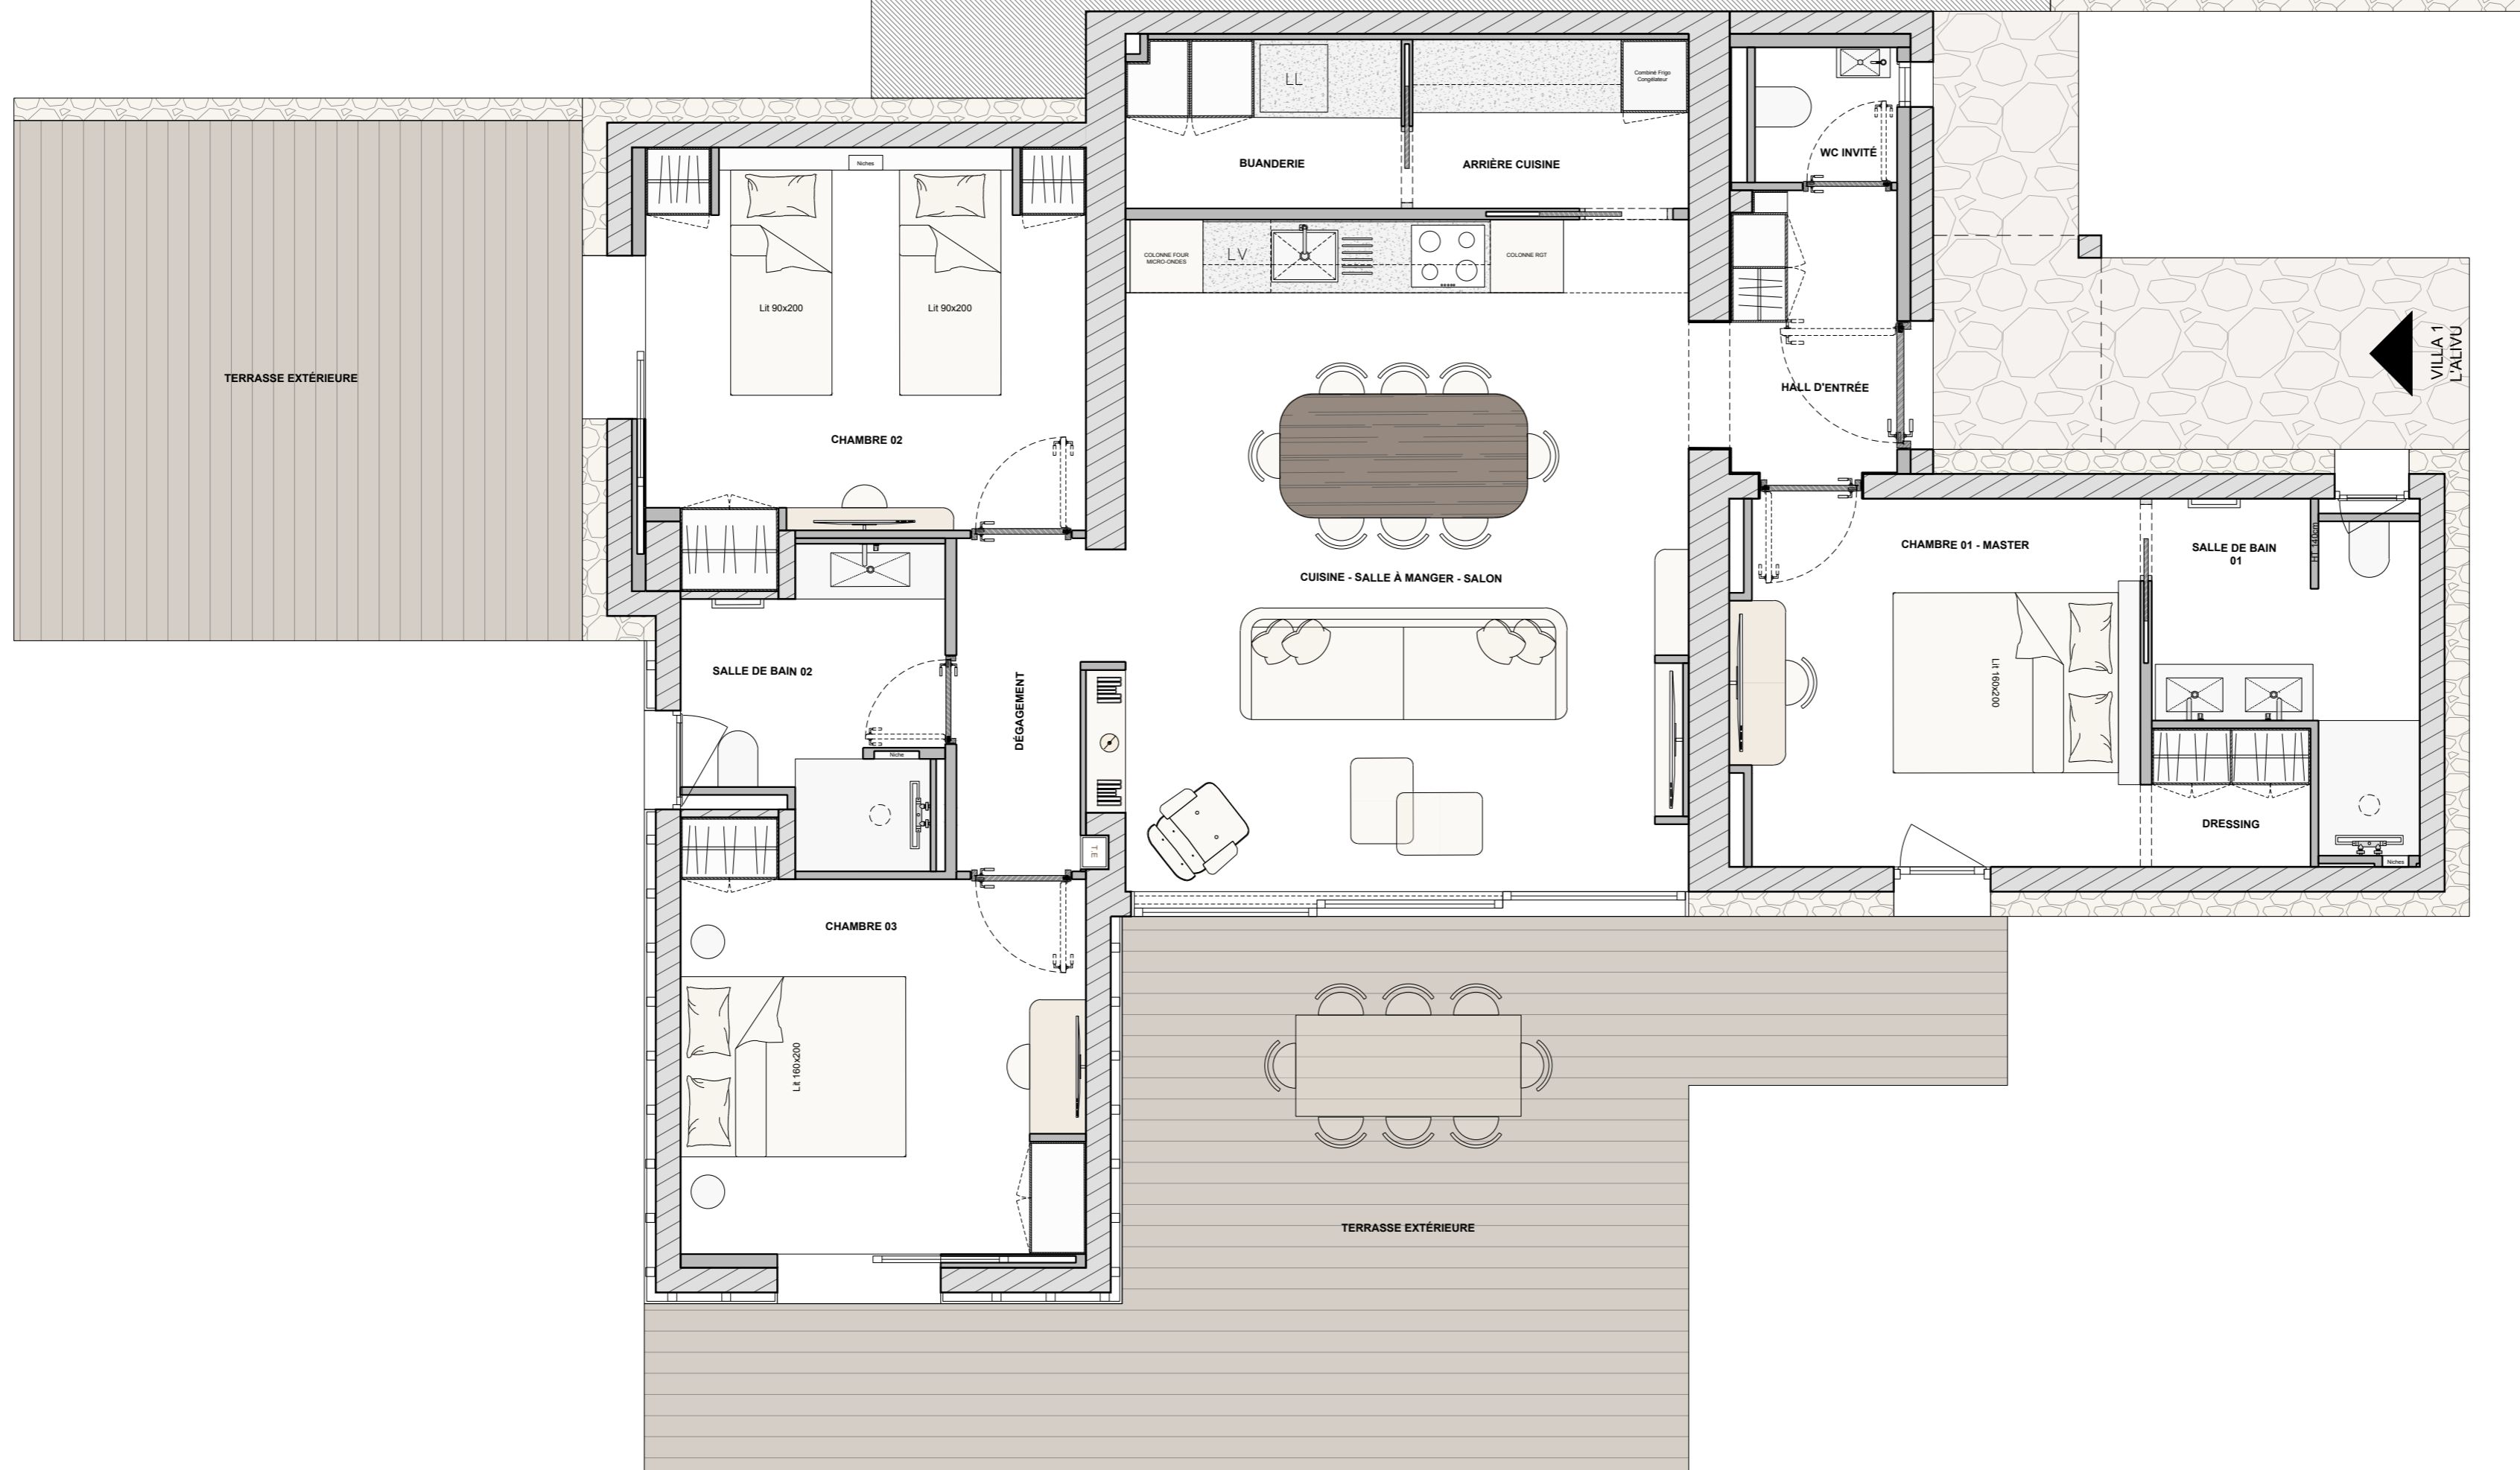 LL
Combiné Frigo
Congélateur
BUANDERIE
ARRIÈRE CUISINE
WC INVITÉ
Niches
COLONNE FOUR
MICRO-ONDES
LV
COLONNE RGT
Lit 90x200
Lit 90x200
TERRASSE EXTÉRIEURE
HALL D'ENTRÉE
VILLA 1
L'ALIVU
CHAMBRE 02
CHAMBRE 01 - MASTER
SALLE DE BAIN
01
CUISINE - SALLE À MANGER - SALON
SALLE DE BAIN 02
DÉGAGEMENT
Lit 160x200
Niche
DRESSING
T.E
Niches
CHAMBRE 03
Lit 160x200
TERRASSE EXTÉRIEURE